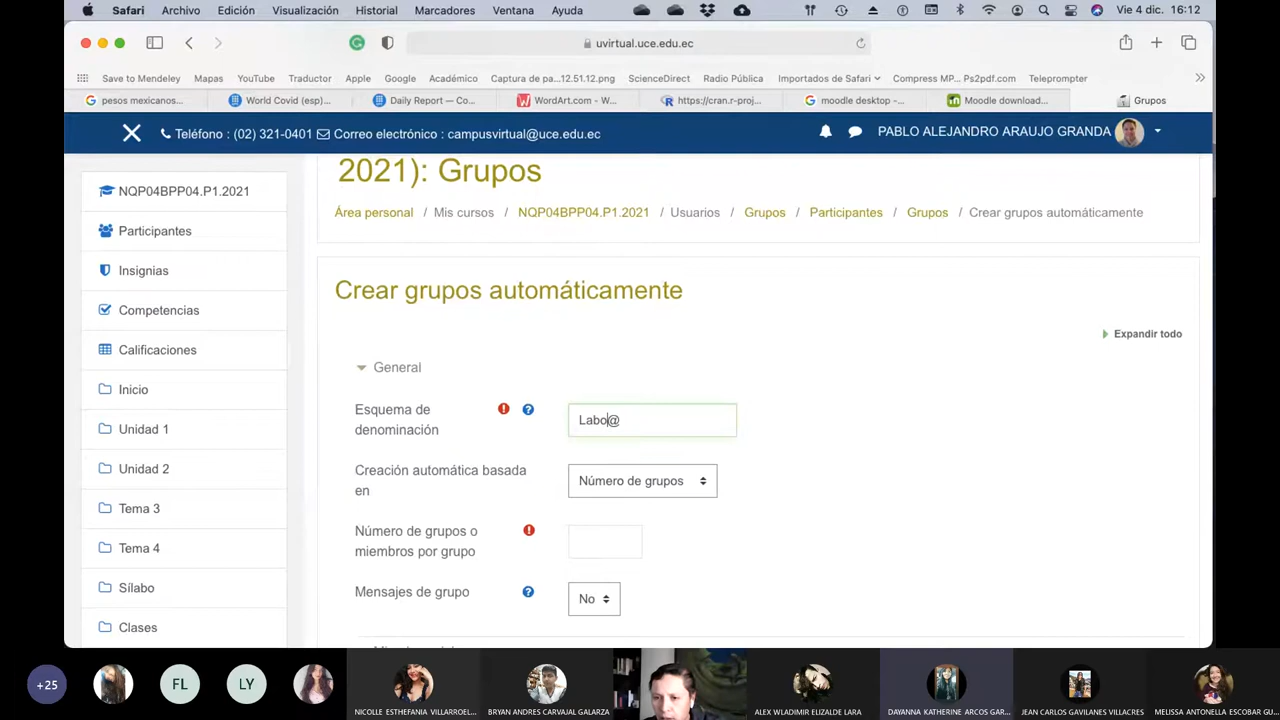 Safari Archivo Edición Visualización Historial Marcadores Ventana Ayuda Vie 4 dic. 16:12
uvirtual.uce.edu.ec
Save to Mendeley Mapas YouTube Traductor Apple Google Académico Captura de pa...12.51.12.png ScienceDirect Radio Pública Importados de Safari Compress MP... Ps2pdf.com Teleprompter
pesos mexicanos... World Covid (esp)... Daily Report — Co... WordArt.com - W... https://cran.r-proj... moodle desktop -... Moodle download... Grupos
Teléfono : (02) 321-0401 Correo electrónico : campusvirtual@uce.edu.ec PABLO ALEJANDRO ARAUJO GRANDA
2021): Grupos
Área personal / Mis cursos / NQP04BPP04.P1.2021 / Usuarios / Grupos / Participantes / Grupos / Crear grupos automáticamente
NQP04BPP04.P1.2021
Participantes
Insignias
Competencias
Calificaciones
Inicio
Unidad 1
Unidad 2
Tema 3
Tema 4
Sílabo
Clases
Crear grupos automáticamente
Expandir todo
General
Esquema de
denominación
Labo@
Creación automática basada
en
Número de grupos
Número de grupos o
miembros por grupo
Mensajes de grupo
No
+25 FL LY NICOLLE ESTHEFANIA VILLARROEL... BRYAN ANDRES CARVAJAL GALARZA ALEX WLADIMIR ELIZALDE LARA DAYANNA KATHERINE ARCOS GAR... JEAN CARLOS GAVILANES VILLACRES MELISSA ANTONELLA ESCOBAR GU...